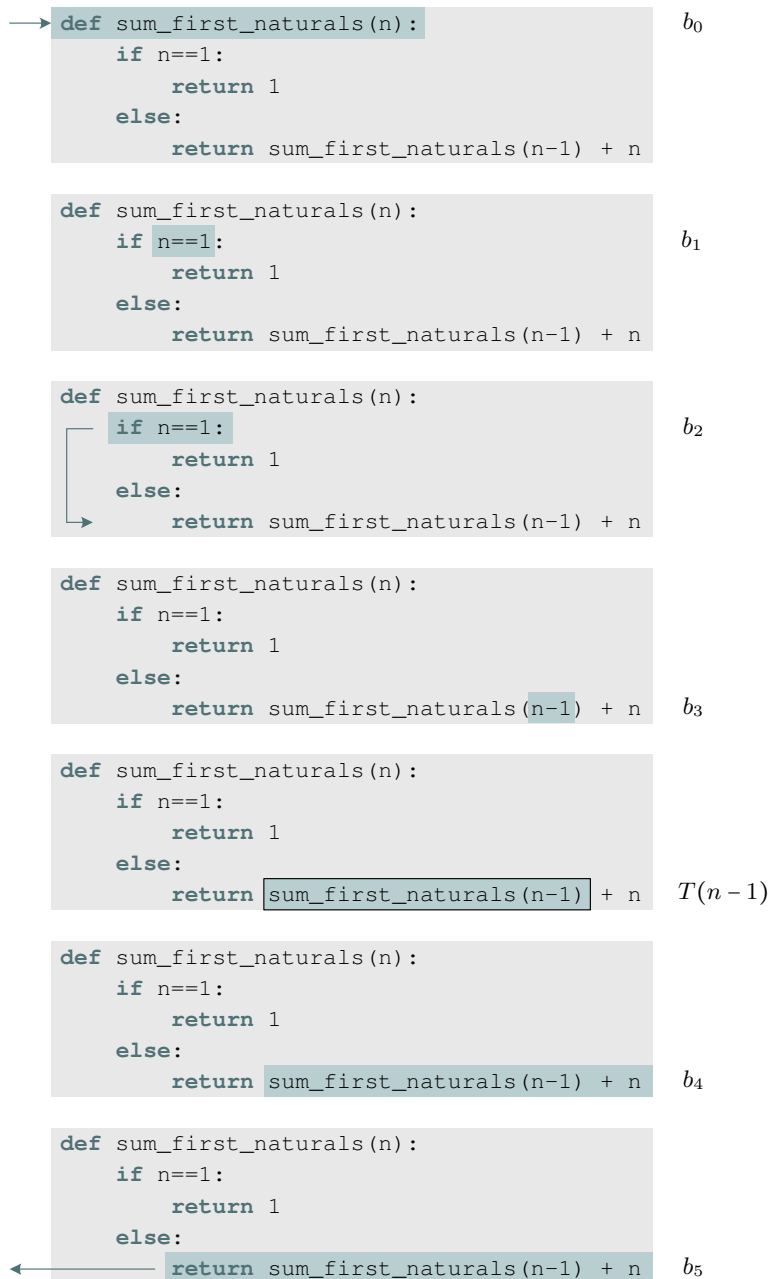 def sum_first_naturals(n): b₀
    if n==1:
        return 1
    else:
        return sum_first_naturals(n-1) + n
def sum_first_naturals(n):
    if n==1: b₁
        return 1
    else:
        return sum_first_naturals(n-1) + n
def sum_first_naturals(n):
    if n==1: b₂
        return 1
    else:
        return sum_first_naturals(n-1) + n
def sum_first_naturals(n):
    if n==1:
        return 1
    else:
        return sum_first_naturals(n-1) + n b₃
def sum_first_naturals(n):
    if n==1:
        return 1
    else:
        return sum_first_naturals(n-1) + n T(n − 1)
def sum_first_naturals(n):
    if n==1:
        return 1
    else:
        return sum_first_naturals(n-1) + n b₄
def sum_first_naturals(n):
    if n==1:
        return 1
    else:
        return sum_first_naturals(n-1) + n b₅